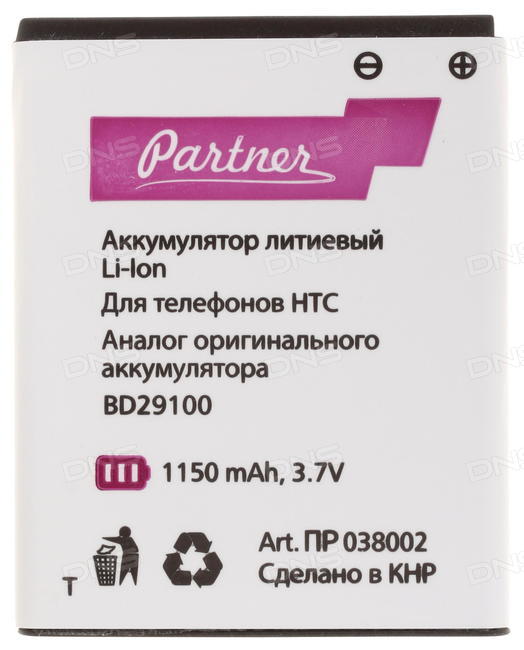 Partner
Аккумулятор литиевый
Li-Ion
Для телефонов HTC
Аналог оригинального
аккумулятора
BD29100
1150 mAh, 3.7V
Art. ПР 038002
Сделано в КНР
T
DNS